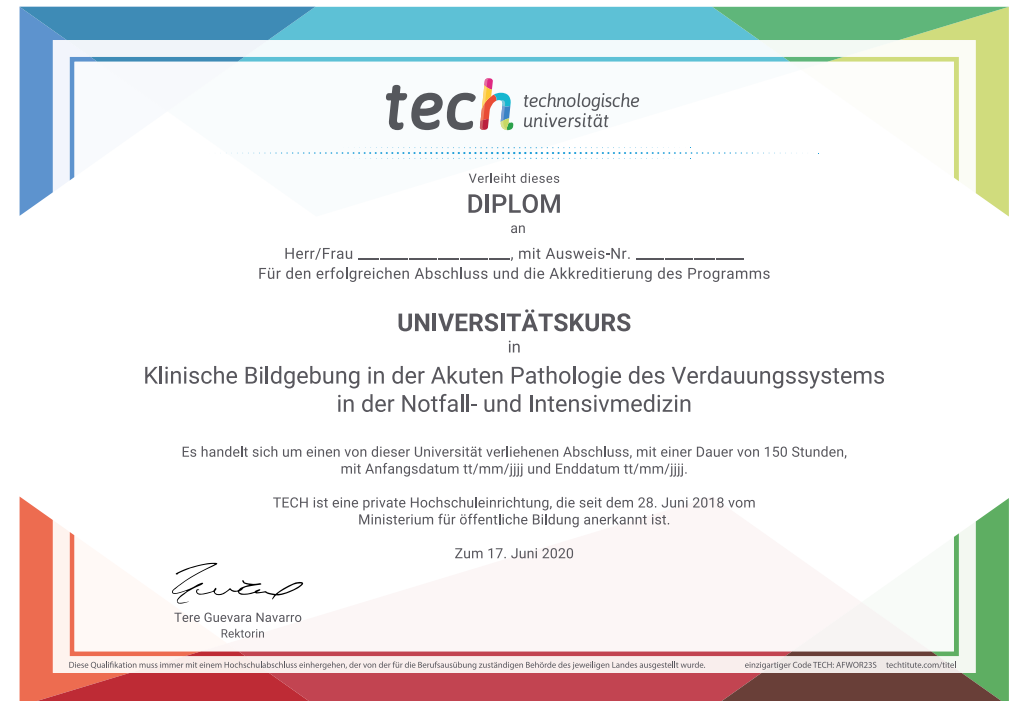 tech technologische
universität
Verleiht dieses
DIPLOM
an
Herr/Frau ____________________, mit Ausweis-Nr. ______________
Für den erfolgreichen Abschluss und die Akkreditierung des Programms
UNIVERSITÄTSKURS
in
Klinische Bildgebung in der Akuten Pathologie des Verdauungssystems
in der Notfall- und Intensivmedizin
Es handelt sich um einen von dieser Universität verliehenen Abschluss, mit einer Dauer von 150 Stunden,
mit Anfangsdatum tt/mm/jjjj und Enddatum tt/mm/jjjj.
TECH ist eine private Hochschuleinrichtung, die seit dem 28. Juni 2018 vom
Ministerium für öffentliche Bildung anerkannt ist.
Zum 17. Juni 2020
Tere Guevara Navarro
Rektorin
Diese Qualifikation muss immer mit einem Hochschulabschluss einhergehen, der von der für die Berufsausübung zuständigen Behörde des jeweiligen Landes ausgestellt wurde. einzigartiger Code TECH: AFWOR23S techtitute.com/titel